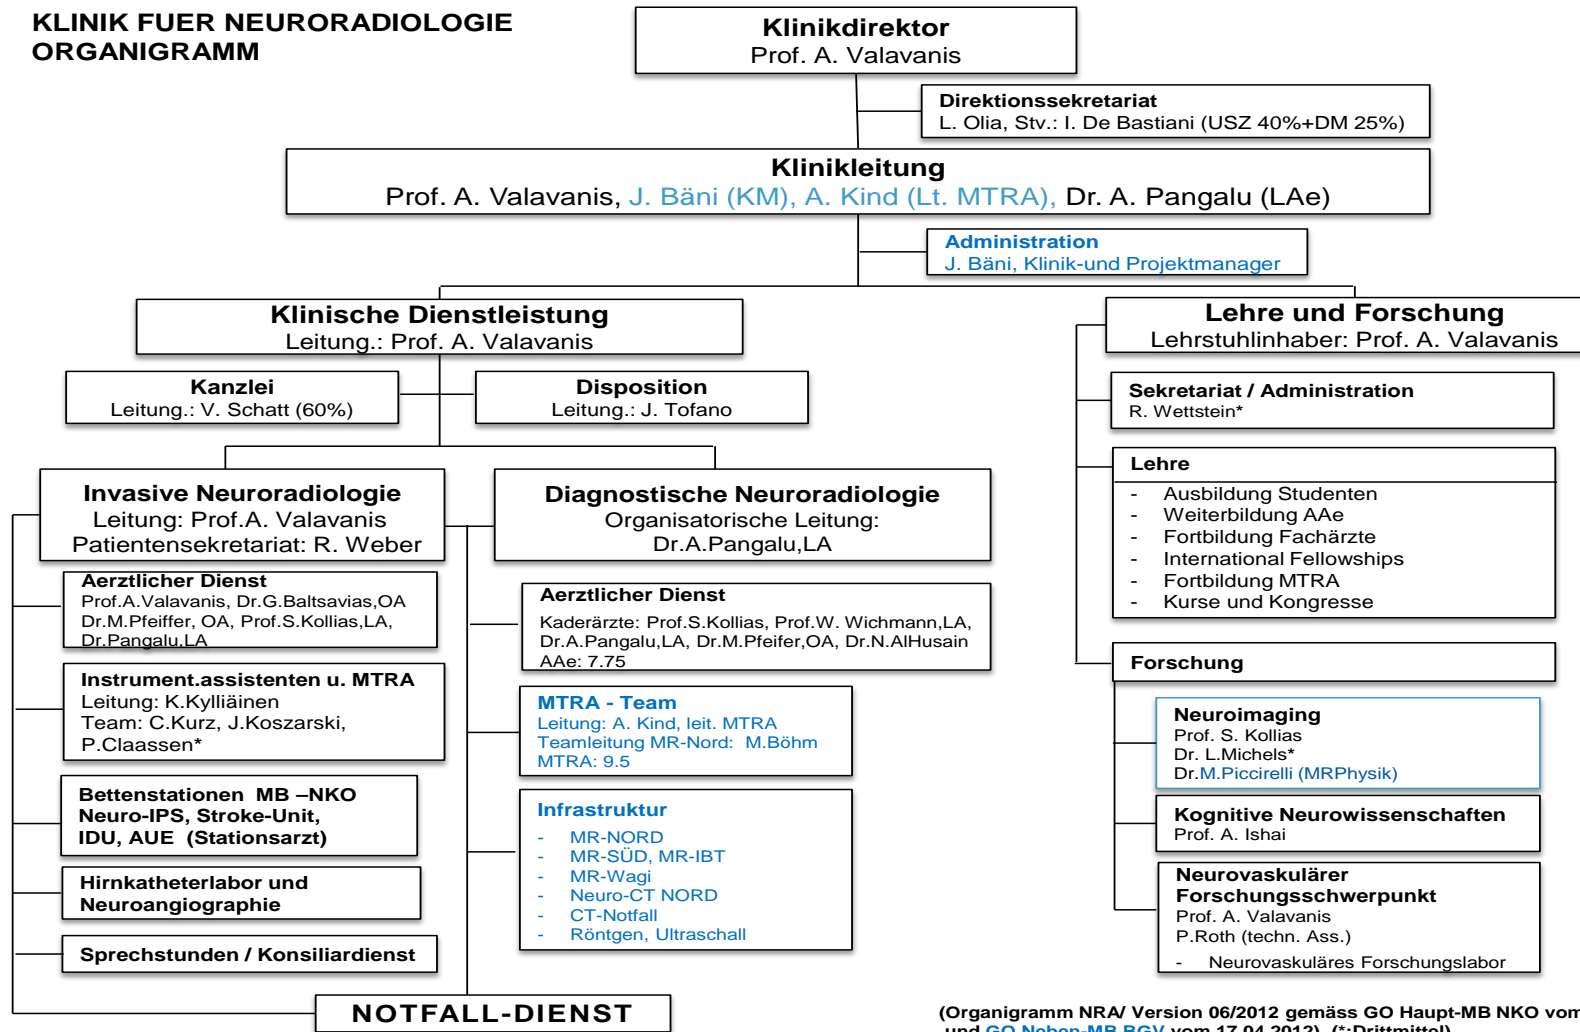 KLINIK FUER NEURORADIOLOGIE
ORGANIGRAMM
Klinikdirektor
Prof. A. Valavanis
Direktionssekretariat
L. Olia, Stv.: I. De Bastiani (USZ 40%+DM 25%)
Klinikleitung
Prof. A. Valavanis, J. Bäni (KM), A. Kind (Lt. MTRA), Dr. A. Pangalu (LAe)
Administration
J. Bäni, Klinik-und Projektmanager
Klinische Dienstleistung
Leitung.: Prof. A. Valavanis
Kanzlei
Leitung.: V. Schatt (60%)
Disposition
Leitung.: J. Tofano
Invasive Neuroradiologie
Leitung: Prof.A. Valavanis
Patientensekretariat: R. Weber
Aerztlicher Dienst
Prof.A.Valavanis, Dr.G.Baltsavias,OA
Dr.M.Pfeiffer, OA, Prof.S.Kollias,LA,
Dr.Pangalu,LA
Instrument.assistenten u. MTRA
Leitung: K.Kylliäinen
Team: C.Kurz, J.Koszarski,
P.Claassen*
Bettenstationen MB –NKO
Neuro-IPS, Stroke-Unit,
IDU, AUE (Stationsarzt)
Hirnkatheterlabor und
Neuroangiographie
Sprechstunden / Konsiliardienst
Diagnostische Neuroradiologie
Organisatorische Leitung:
Dr.A.Pangalu,LA
Aerztlicher Dienst
Kaderärzte: Prof.S.Kollias, Prof.W. Wichmann,LA,
Dr.A.Pangalu,LA, Dr.M.Pfeifer,OA, Dr.N.AlHusain
AAe: 7.75
MTRA - Team
Leitung: A. Kind, leit. MTRA
Teamleitung MR-Nord: M.Böhm
MTRA: 9.5
Infrastruktur
- MR-NORD
- MR-SÜD, MR-IBT
- MR-Wagi
- Neuro-CT NORD
- CT-Notfall
- Röntgen, Ultraschall
NOTFALL-DIENST
Lehre und Forschung
Lehrstuhlinhaber: Prof. A. Valavanis
Sekretariat / Administration
R. Wettstein*
Lehre
- Ausbildung Studenten
- Weiterbildung AAe
- Fortbildung Fachärzte
- International Fellowships
- Fortbildung MTRA
- Kurse und Kongresse
Forschung
Neuroimaging
Prof. S. Kollias
Dr. L.Michels*
Dr.M.Piccirelli (MRPhysik)
Kognitive Neurowissenschaften
Prof. A. Ishai
Neurovaskulärer
Forschungsschwerpunkt
Prof. A. Valavanis
P.Roth (techn. Ass.)
- Neurovaskuläres Forschungslabor
(Organigramm NRA/ Version 06/2012 gemäss GO Haupt-MB NKO vom
und GO Neben-MB BGV vom 17.04.2012) (*:Drittmittel)